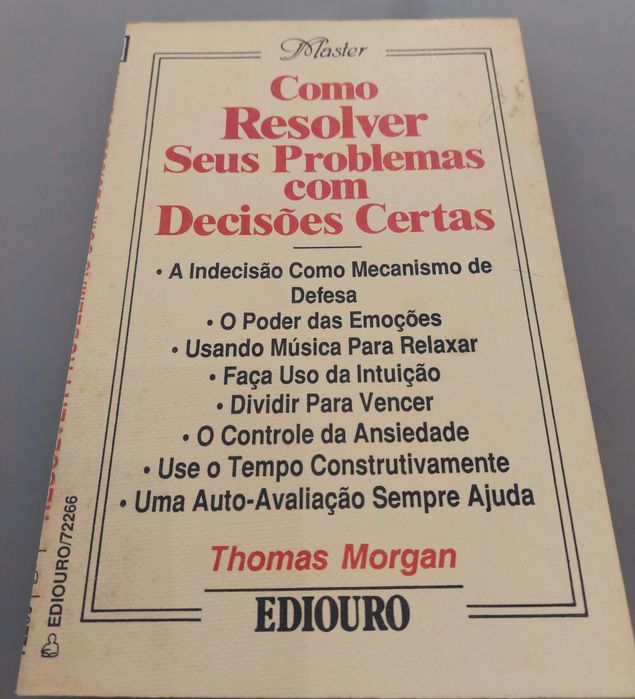 Master
Como
Resolver
Seus Problemas
com
Decisões Certas
• A Indecisão Como Mecanismo de
Defesa
• O Poder das Emoções
• Usando Música Para Relaxar
• Faça Uso da Intuição
• Dividir Para Vencer
• O Controle da Ansiedade
• Use o Tempo Construtivamente
• Uma Auto-Avaliação Sempre Ajuda
Thomas Morgan
EDIOURO
EDIOURO/72266